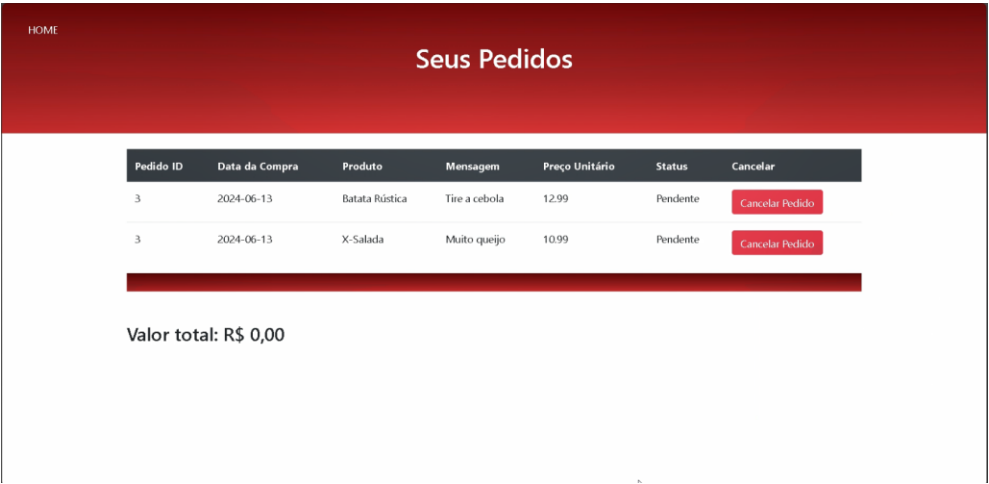 HOME
Seus Pedidos
Pedido ID Data da Compra Produto Mensagem Preço Unitário Status Cancelar
3 2024-06-13 Batata Rústica Tire a cebola 12.99 Pendente Cancelar Pedido
3 2024-06-13 X-Salada Muito queijo 10.99 Pendente Cancelar Pedido
Valor total: R$ 0,00